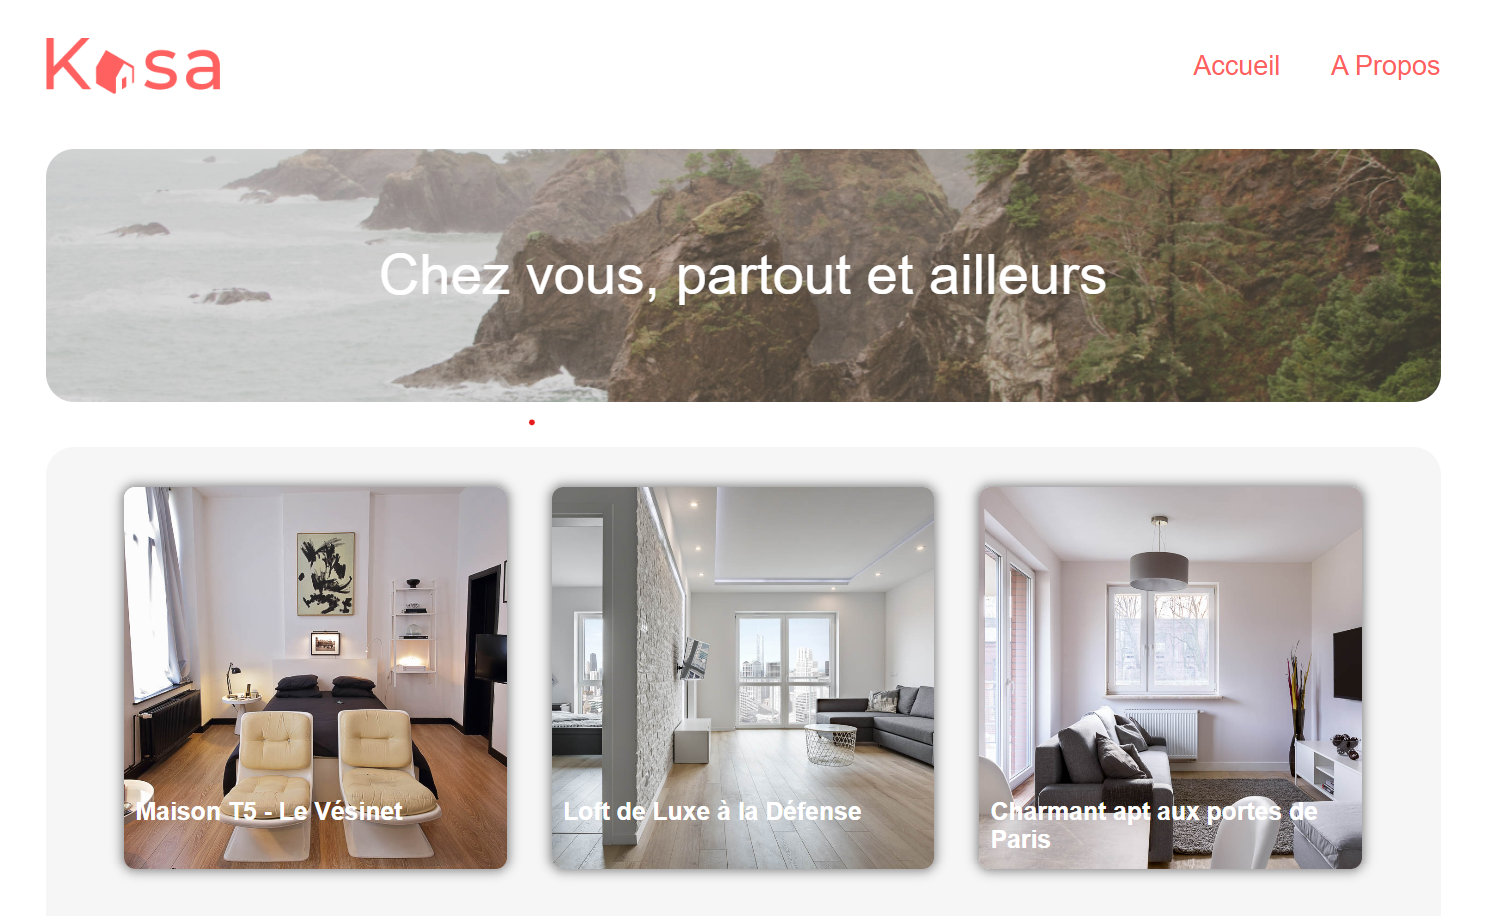 Kasa
Accueil
A Propos
Chez vous, partout et ailleurs
Maison T5 - Le Vésinet
Loft de Luxe à la Défense
Charmant apt aux portes de
Paris